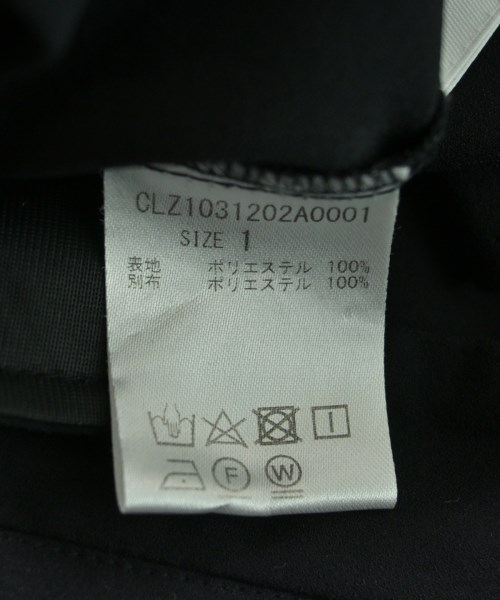 CLZ1031202A0001
SIZE 1
表地 ポリエステル 100%
別布 ポリエステル 100%
F W